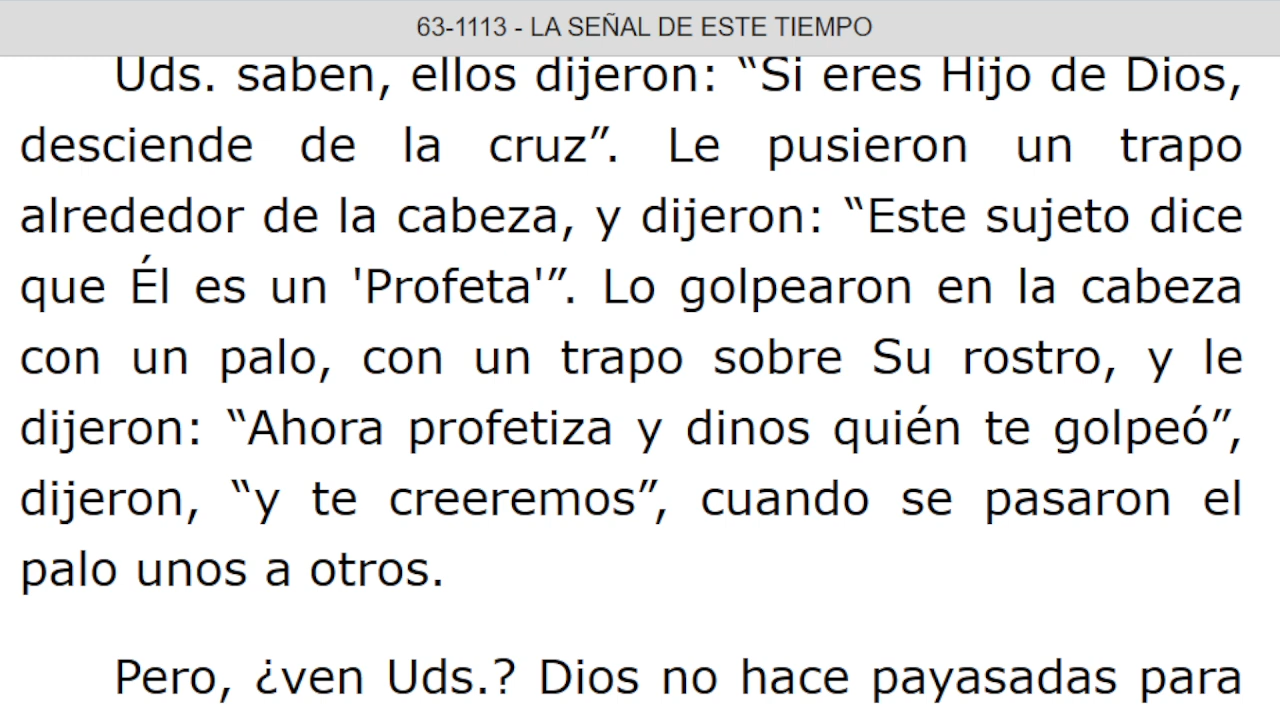 63-1113 - LA SEÑAL DE ESTE TIEMPO
Uds. saben, ellos dijeron: “Si eres Hijo de Dios,
desciende de la cruz”. Le pusieron un trapo
alrededor de la cabeza, y dijeron: “Este sujeto dice
que Él es un 'Profeta'”. Lo golpearon en la cabeza
con un palo, con un trapo sobre Su rostro, y le
dijeron: “Ahora profetiza y dinos quién te golpeó”,
dijeron, “y te creeremos”, cuando se pasaron el
palo unos a otros.
Pero, ¿ven Uds.? Dios no hace payasadas para